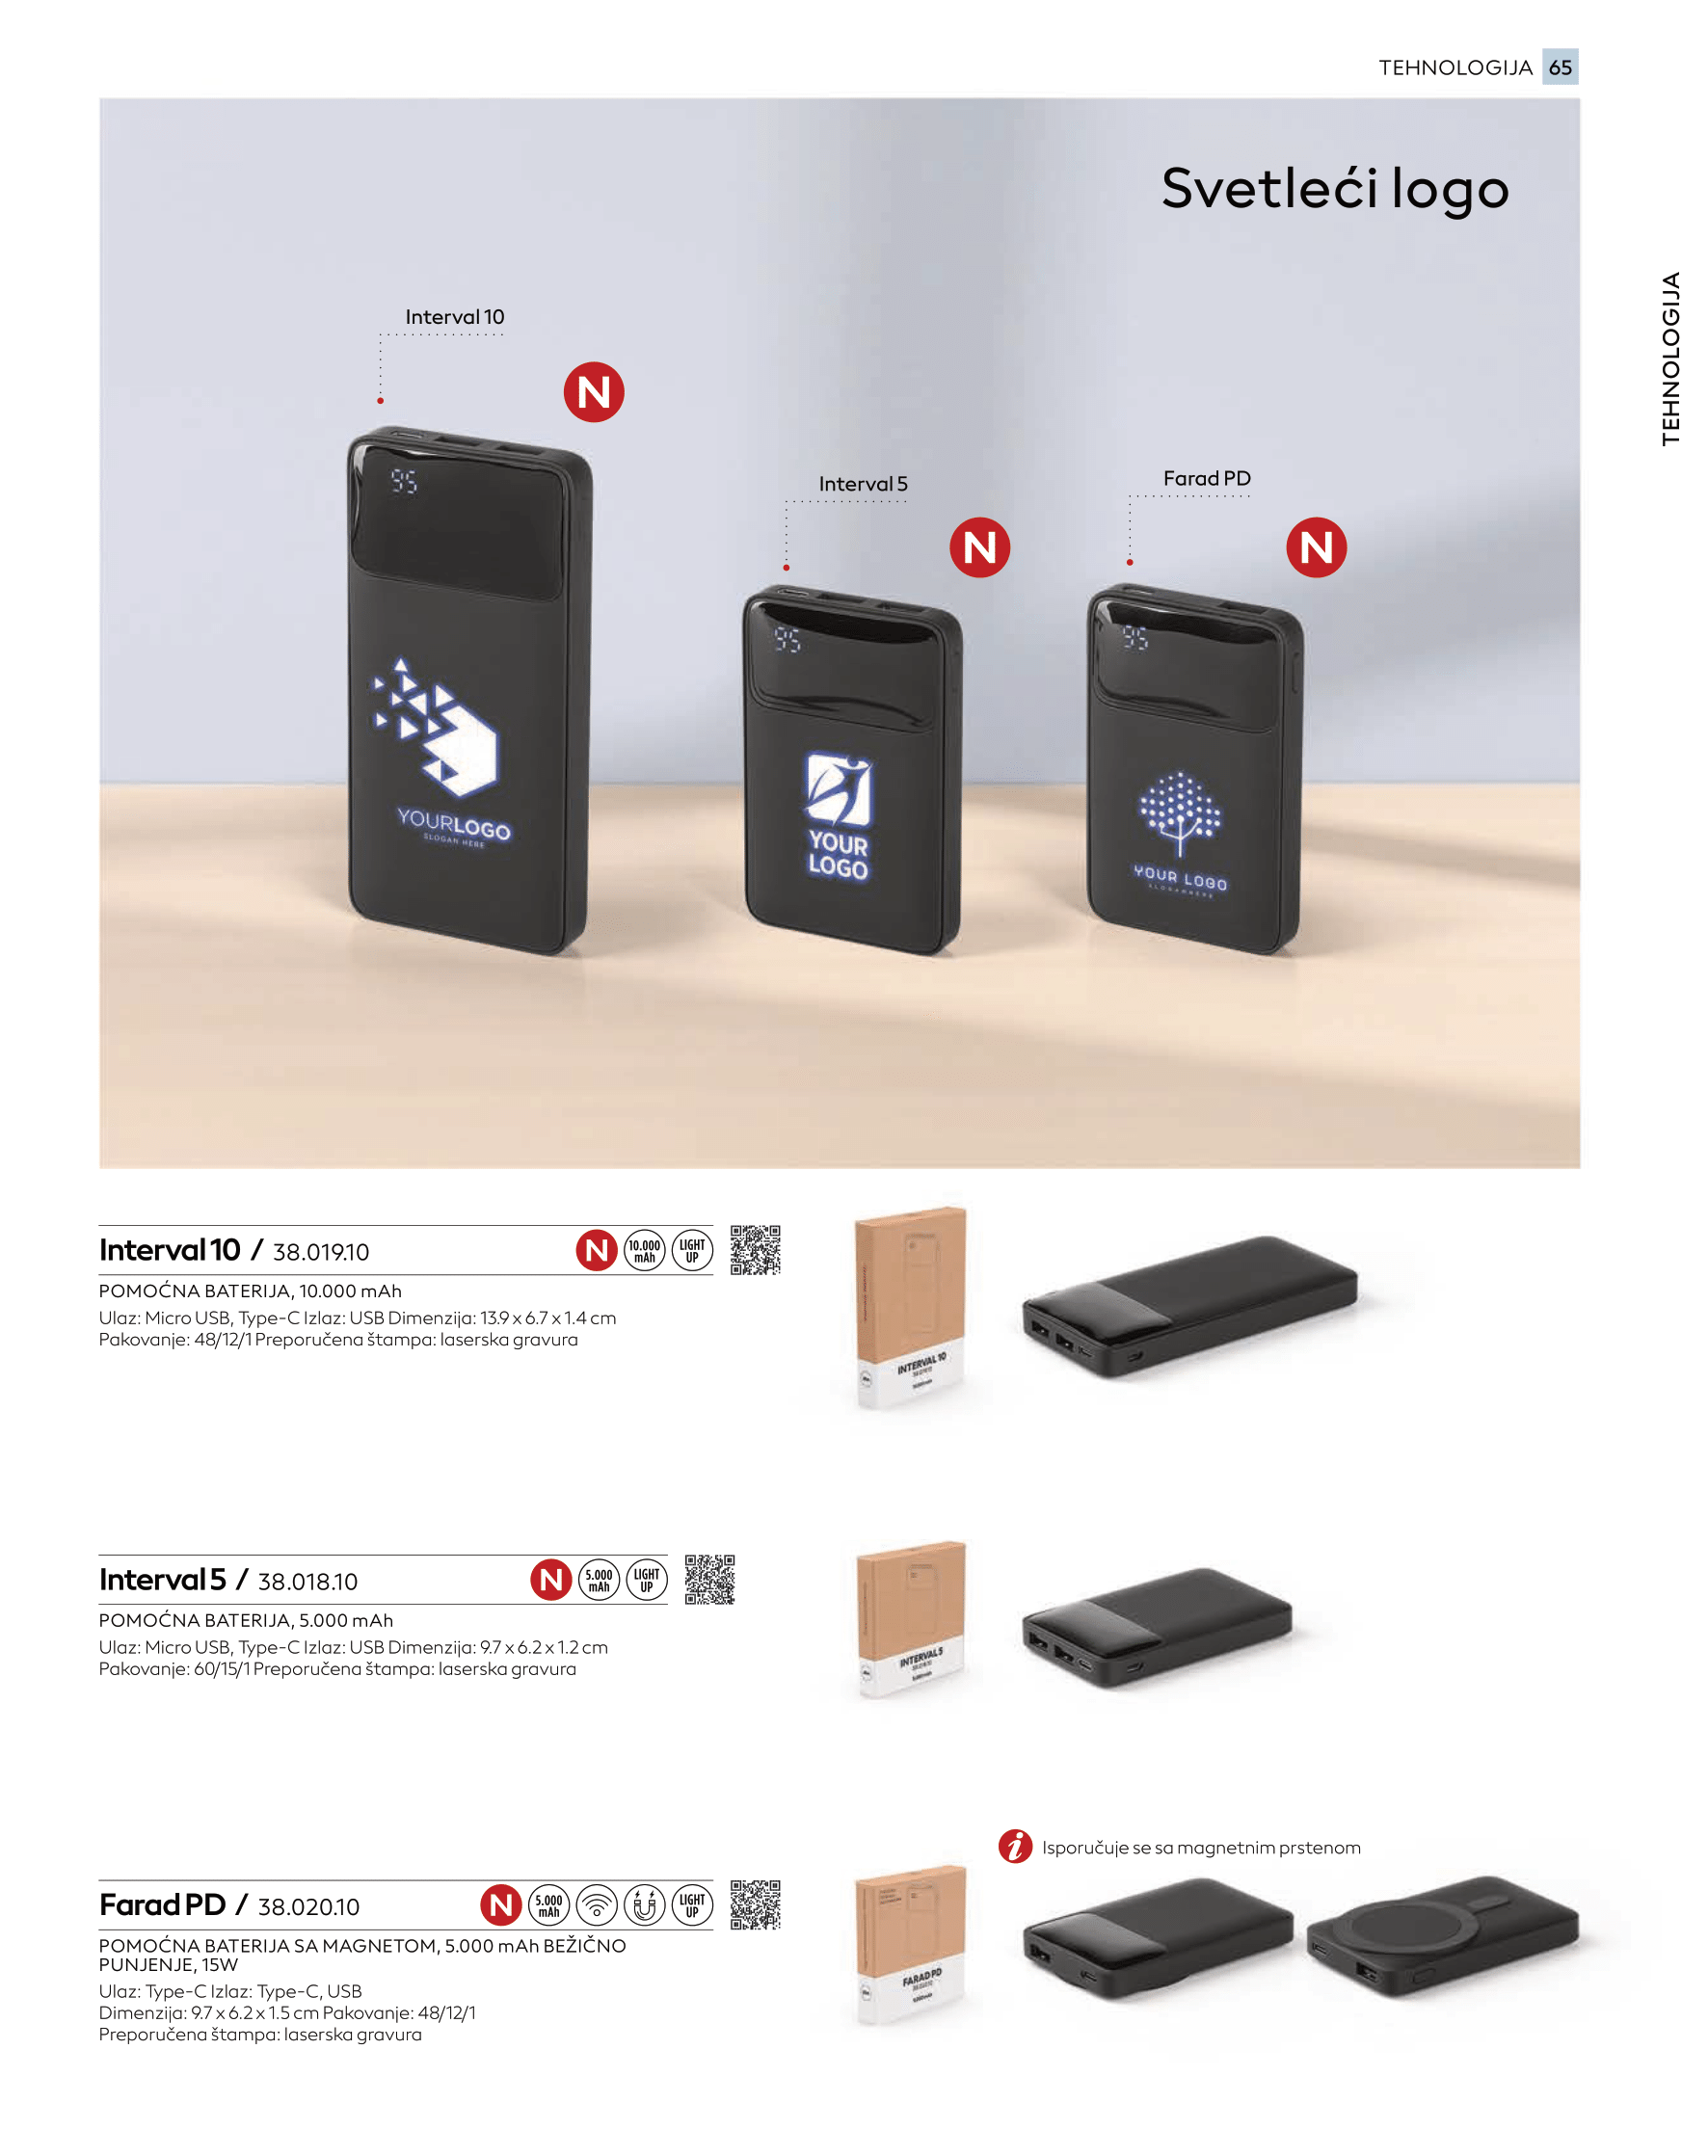 TEHNOLOGIJA 65
TEHNOLOGIJA
Svetleći logo
Interval 10
N
Interval 5
N
Farad PD
N
95
95
95
YOURLOGO
SLOGAN HERE
YOUR
LOGO
YOUR LOGO
SLOGAN HERE
Interval 10 / 38.019.10
N
10.000
mAh
LIGHT
UP
POMOĆNA BATERIJA, 10.000 mAh
Ulaz: Micro USB, Type-C Izlaz: USB Dimenzija: 13.9 x 6.7 x 1.4 cm
Pakovanje: 48/12/1 Preporučena štampa: laserska gravura
INTERVAL 10
Interval 5 / 38.018.10
N
5.000
mAh
LIGHT
UP
POMOĆNA BATERIJA, 5.000 mAh
Ulaz: Micro USB, Type-C Izlaz: USB Dimenzija: 9.7 x 6.2 x 1.2 cm
Pakovanje: 60/15/1 Preporučena štampa: laserska gravura
INTERVAL 5
i Isporučuje se sa magnetnim prstenom
Farad PD / 38.020.10
N
5.000
mAh
LIGHT
UP
POMOĆNA BATERIJA SA MAGNETOM, 5.000 mAh BEŽIČNO
PUNJENJE, 15W
Ulaz: Type-C Izlaz: Type-C, USB
Dimenzija: 9.7 x 6.2 x 1.5 cm Pakovanje: 48/12/1
Preporučena štampa: laserska gravura
FARAD PD